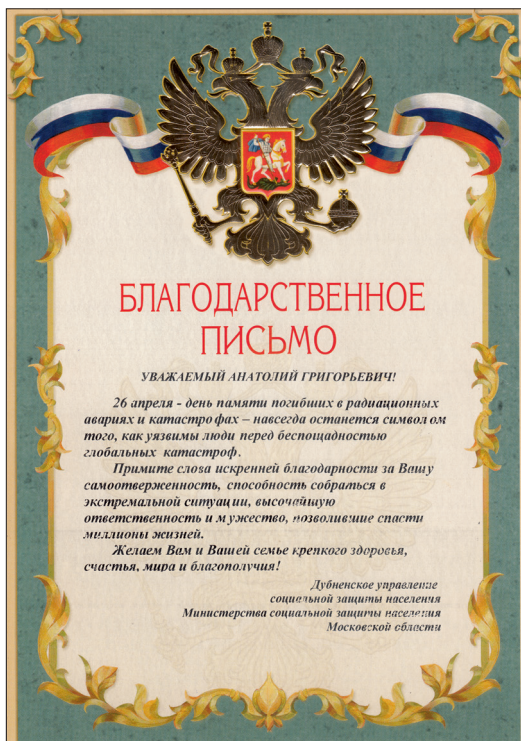 БЛАГОДАРСТВЕННОЕ
ПИСЬМО
УВАЖАЕМЫЙ АНАТОЛИЙ ГРИГОРЬЕВИЧ!
26 апреля - день памяти погибших в радиационных
авариях и катастрофах – навсегда останется символом
того, как уязвимы люди перед беспощадностью
глобальных катастроф.
Примите слова искренней благодарности за Вашу
самоотверженность, способность собраться в
экстремальной ситуации, высочайшую
ответственность и мужество, позволившие спасти
миллионы жизней.
Желаем Вам и Вашей семье крепкого здоровья,
счастья, мира и благополучия!
Дубненское управление
социальной защиты населения
Министерства социальной защиты населения
Московской области